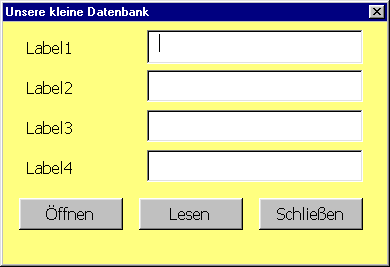 Unsere kleine Datenbank
Label1
Label2
Label3
Label4
Öffnen Lesen Schließen